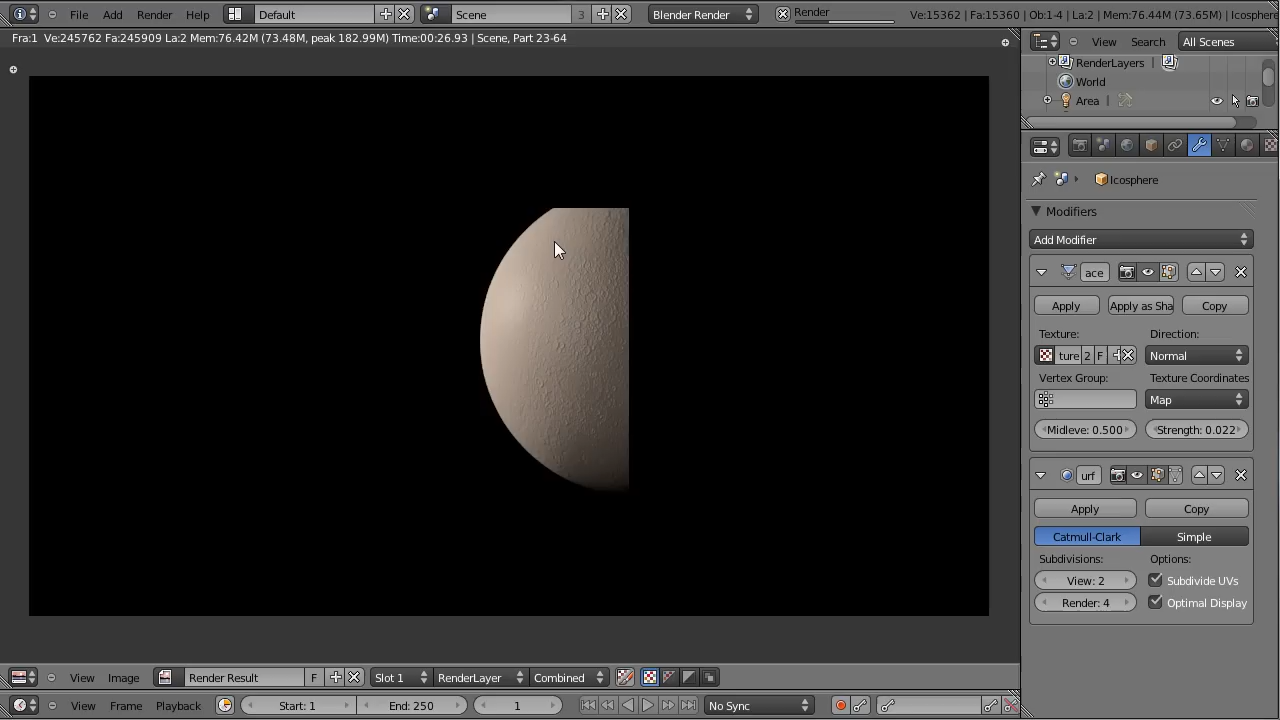 File Add Render Help Default Scene 3 Blender Render Render Ve:15362 | Fa:15360 | Ob:1-4 | La:2 | Mem:76.44M (73.65M) | Icosphere
Fra:1 Ve:245762 Fa:245909 La:2 Mem:76.42M (73.48M, peak 182.99M) Time:00:26.93 | Scene, Part 23-64
View Search All Scenes
RenderLayers |
World
Area |
Icosphere
Modifiers
Add Modifier
ace
Apply Apply as Sha Copy
Texture: Direction:
ture 2 F Normal
Vertex Group: Texture Coordinates
Map
Midleve: 0.500 Strength: 0.022
urf
Apply Copy
Catmull-Clark Simple
Subdivisions: Options:
View: 2 Subdivide UVs
Render: 4 Optimal Display
View Image Render Result F Slot 1 RenderLayer Combined
View Frame Playback Start: 1 End: 250 1 No Sync